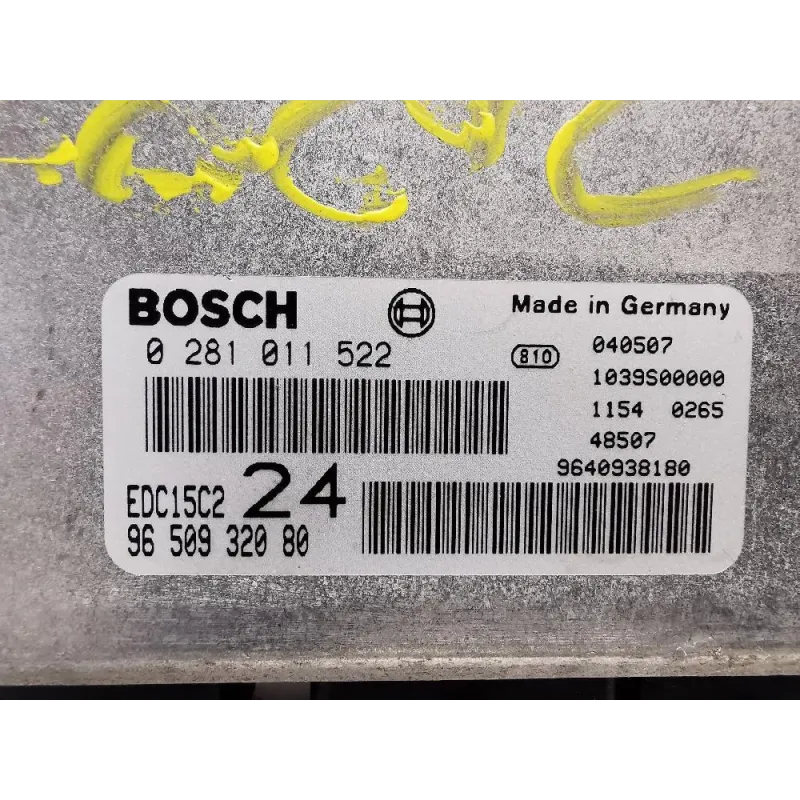 BOSCH
Made in Germany
0 281 011 522
810
040507
1039S00000
1154 0265
48507
9640938180
EDC15C2 24
96 509 320 80